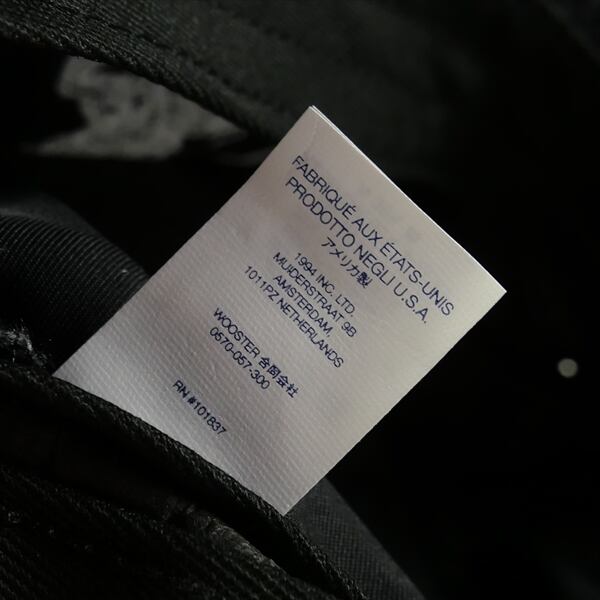 FABRIQUÉ AUX ÉTATS-UNIS
PRODOTTO NEGLI U.S.A.
アメリカ製
1994 INC. LTD.
MUIDERSTRAAT 9B
AMSTERDAM,
1011PZ NETHERLANDS
WOOSTER 合同会社
0570-057-300
RN #101837